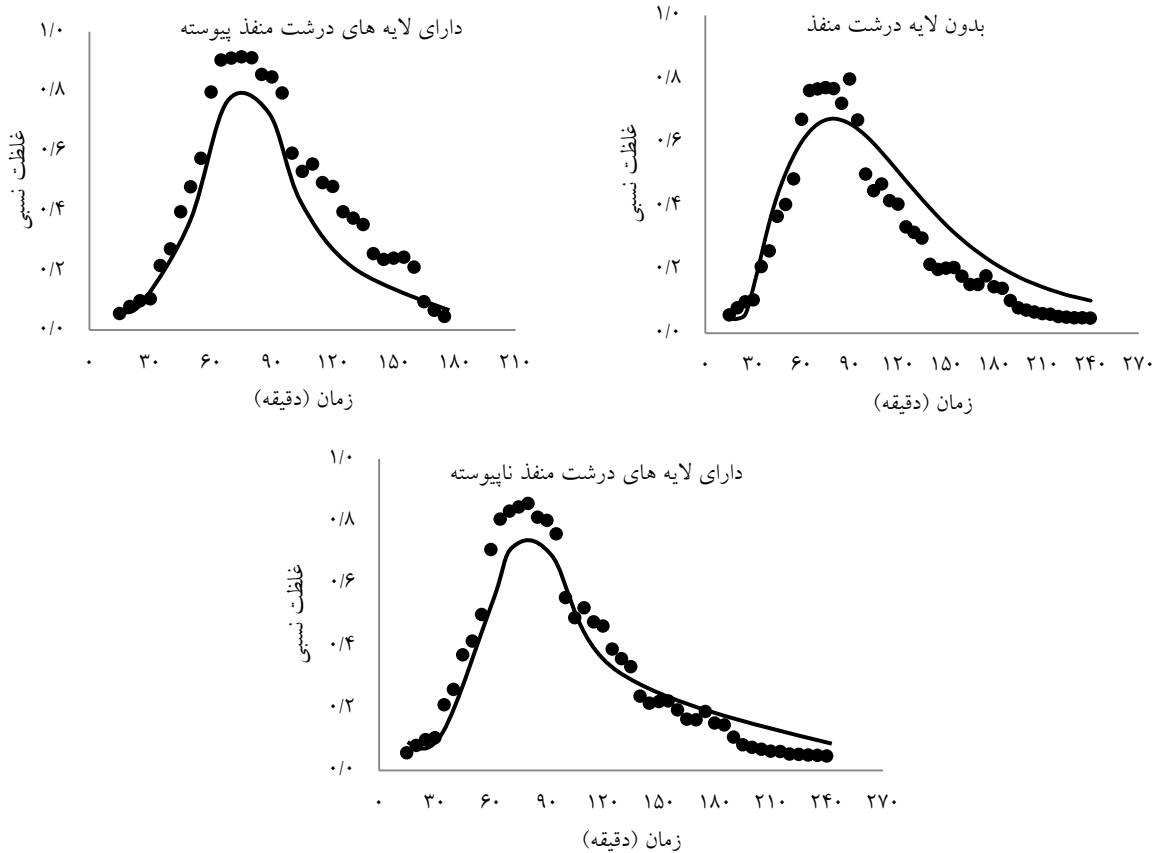 دارای لایه های درشت منفذ پیوسته
۱/۰
۰/۸
۰/۶
۰/۴
۰/۲
۰/۰
غلظت نسبی
۰ ۳۰ ۶۰ ۹۰ ۱۲۰ ۱۵۰ ۱۸۰ ۲۱۰
زمان (دقیقه)
بدون لایه درشت منفذ
۱/۰
۰/۸
۰/۶
۰/۴
۰/۲
۰/۰
غلظت نسبی
۰ ۳۰ ۶۰ ۹۰ ۱۲۰ ۱۵۰ ۱۸۰ ۲۱۰ ۲۴۰ ۲۷۰
زمان (دقیقه)
دارای لایه های درشت منفذ ناپیوسته
۱/۰
۰/۸
۰/۶
۰/۴
۰/۲
۰/۰
غلظت نسبی
۰ ۳۰ ۶۰ ۹۰ ۱۲۰ ۱۵۰ ۱۸۰ ۲۱۰ ۲۴۰ ۲۷۰
زمان (دقیقه)